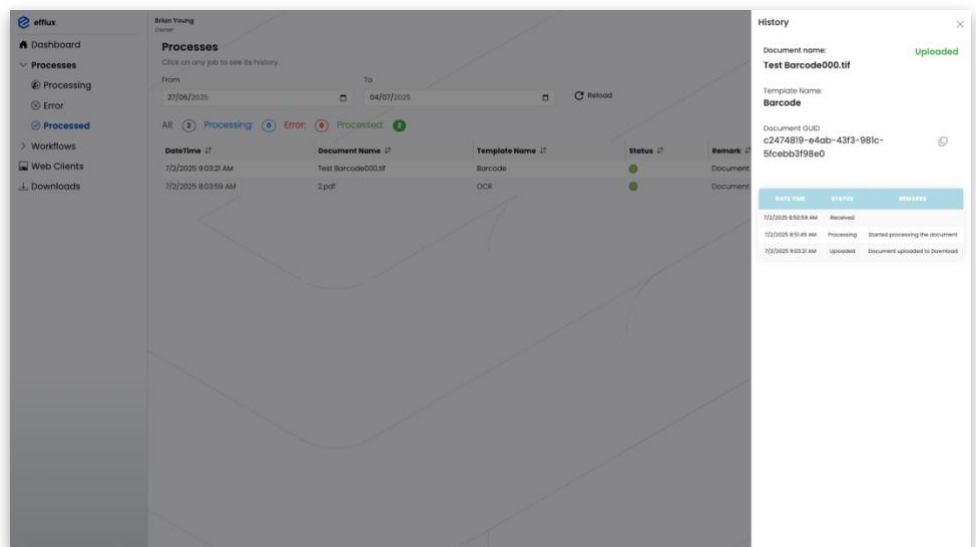 efflux
Dashboard
Processes
Processing
Error
Processed
Workflows
Web Clients
Downloads
Brian Young
Owner
Processes
Click on any job to see its history.
From
To
27/06/2025
04/07/2025
Reload
All: 2 Processing: 0 Error: 0 Processed: 2
DateTime Document Name Template Name Status Remark
7/2/2025 9:03:21 AM Test Barcode000.tif Barcode Document
7/2/2025 8:03:59 AM 2.pdf OCR Document
History
Document name:
Uploaded
Test Barcode000.tif
Template Name:
Barcode
Document GUID
c2474819-e4ab-43f3-981c-
5fcebb3f98e0
DATE TIME STATUS REMARKS
7/2/2025 8:50:59 AM Received
7/2/2025 8:51:45 AM Processing Started processing the document
7/2/2025 9:03:21 AM Uploaded Document uploaded to Download